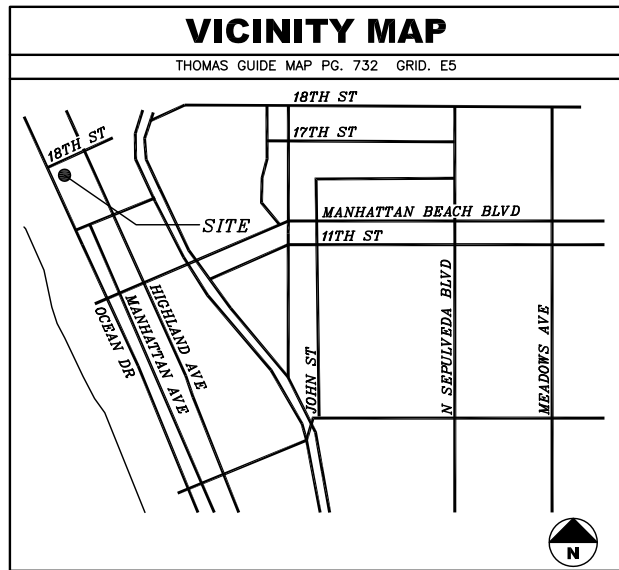 VICINITY MAP
THOMAS GUIDE MAP PG. 732 GRID. E5
18TH ST
18TH ST
17TH ST
SITE
MANHATTAN BEACH BLVD
11TH ST
OCEAN DR
MANHATTAN AVE
HIGHLAND AVE
JOHN ST
N SEPULVEDA BLVD
MEADOWS AVE
N